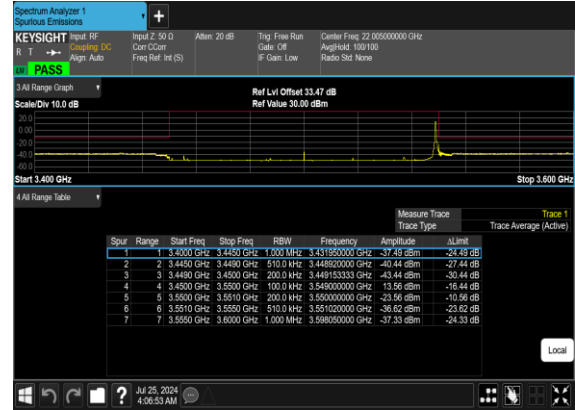 Spectrum Analyzer 1
Spurious Emissions
KEYSIGHT Input: RF Input Z: 50 Ω Atten: 20 dB Trig: Free Run Center Freq: 22.005000000 GHz
R T Coupling: DC Corr CCorr Gate: Off Avg|Hold: 100/100
Align: Auto Freq Ref: Int (S) IF Gain: Low Radio Std: None
PASS
3 All Range Graph
Ref Lvl Offset 33.47 dB
Scale/Div 10.0 dB Ref Value 30.00 dBm
20.0
0.00
-20.0
-40.0
-60.0
Start 3.400 GHz Stop 3.600 GHz
4 All Range Table
Measure Trace Trace 1
Trace Type Trace Average (Active)
Spur Range Start Freq Stop Freq RBW Frequency Amplitude ΔLimit
1 1 3.4000 GHz 3.4450 GHz 1.000 MHz 3.431950000 GHz -37.49 dBm -24.49 dB
2 2 3.4450 GHz 3.4490 GHz 510.0 kHz 3.448920000 GHz -40.44 dBm -27.44 dB
3 3 3.4490 GHz 3.4500 GHz 200.0 kHz 3.449153333 GHz -43.44 dBm -30.44 dB
4 4 3.4500 GHz 3.5500 GHz 100.0 kHz 3.549000000 GHz 13.56 dBm -16.44 dB
5 5 3.5500 GHz 3.5510 GHz 200.0 kHz 3.550000000 GHz -23.56 dBm -10.56 dB
6 6 3.5510 GHz 3.5550 GHz 510.0 kHz 3.551020000 GHz -36.62 dBm -23.62 dB
7 7 3.5550 GHz 3.6000 GHz 1.000 MHz 3.598050000 GHz -37.33 dBm -24.33 dB
Local
Jul 25, 2024
4:06:53 AM